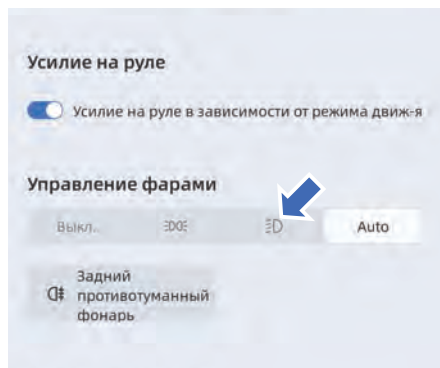 Усилие на руле
Усилие на руле в зависимости от режима движ-я
Управление фарами
Выкл. Auto
Задний
противотуманный
фонарь